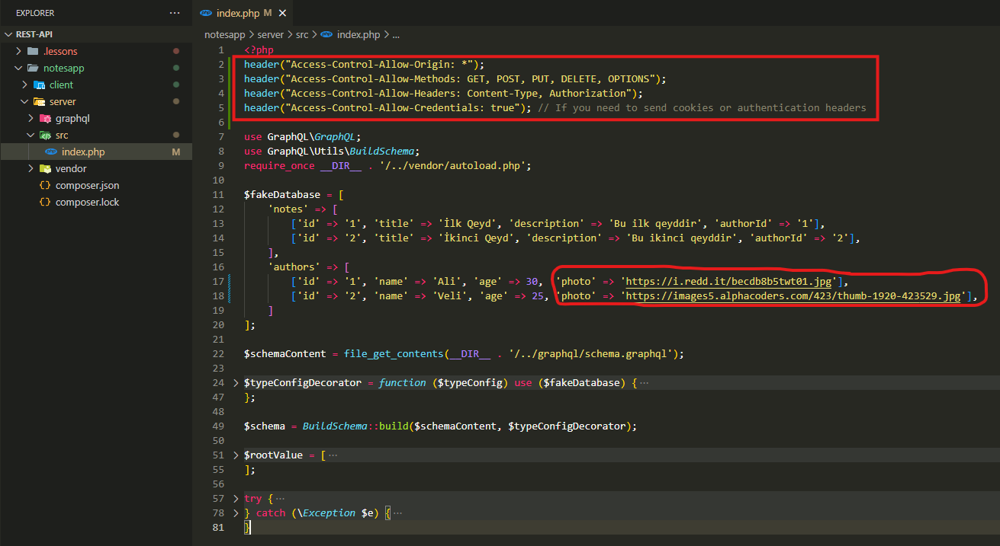 EXPLORER ···
REST-API
.lessons
notesapp
client
server
graphql
src
index.php M
vendor
{} composer.json
{} composer.lock
php index.php M ×
notesapp > server > src > php index.php > ...
1 <?php
2 header("Access-Control-Allow-Origin: *");
3 header("Access-Control-Allow-Methods: GET, POST, PUT, DELETE, OPTIONS");
4 header("Access-Control-Allow-Headers: Content-Type, Authorization");
5 header("Access-Control-Allow-Credentials: true"); // If you need to send cookies or authentication headers
6
7 use GraphQL\GraphQL;
8 use GraphQL\Utils\BuildSchema;
9 require_once __DIR__ . '/../vendor/autoload.php';
10
11 $fakeDatabase = [
12 'notes' => [
13 ['id' => '1', 'title' => 'İlk Qeyd', 'description' => 'Bu ilk qeyddir', 'authorId' => '1'],
14 ['id' => '2', 'title' => 'İkinci Qeyd', 'description' => 'Bu ikinci qeyddir', 'authorId' => '2'],
15 ],
16 'authors' => [
17 ['id' => '1', 'name' => 'Ali', 'age' => 30, 'photo' => 'https://i.redd.it/becdb8b5twt01.jpg'],
18 ['id' => '2', 'name' => 'Veli', 'age' => 25, 'photo' => 'https://images5.alphacoders.com/423/thumb-1920-423529.jpg'],
19 ]
20 ];
21
22 $schemaContent = file_get_contents(__DIR__ . '/../graphql/schema.graphql');
23
24 > $typeConfigDecorator = function ($typeConfig) use ($fakeDatabase) { ···
47 };
48
49 $schema = BuildSchema::build($schemaContent, $typeConfigDecorator);
50
51 > $rootValue = [ ···
55 ];
56
57 > try { ···
78 > } catch (\Exception $e) { ···
81 }